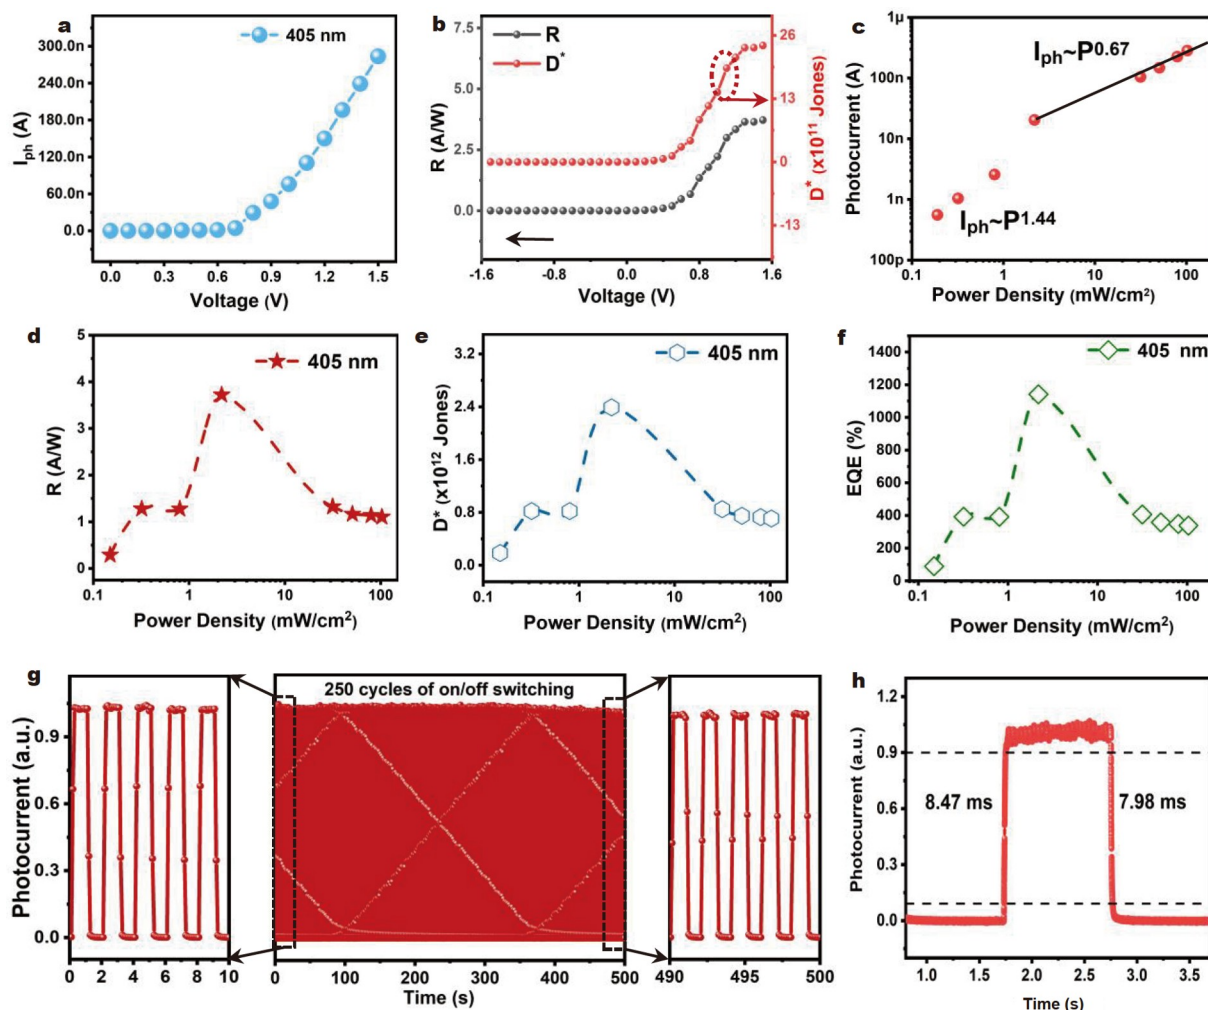 a
405 nm
300.0n
240.0n
180.0n
120.0n
60.0n
0.0
I_ph (A)
0.0 0.3 0.6 0.9 1.2 1.5
Voltage (V)
b
R
D*
7.5
5.0
2.5
0.0
R (A/W)
26
13
0
-13
D* (x10¹¹ Jones)
-1.6 -0.8 0.0 0.8 1.6
Voltage (V)
c
I_ph~P^0.67
I_ph~P^1.44
1μ
100n
10n
1n
100p
Photocurrent (A)
0.1 1 10 100
Power Density (mW/cm²)
d
405 nm
5
4
3
2
1
0
R (A/W)
0.1 1 10 100
Power Density (mW/cm²)
e
405 nm
3.2
2.4
1.6
0.8
0.0
D* (x10¹² Jones)
0.1 1 10 100
Power Density (mW/cm²)
f
405 nm
1400
1200
1000
800
600
400
200
0
EQE (%)
0.1 1 10 100
Power Density (mW/cm²)
g
250 cycles of on/off switching
0.9
0.6
0.3
0.0
Photocurrent (a.u.)
0 2 4 6 8 10
0 100 200 300 400 500
490 495 500
Time (s)
h
1.2
0.9
0.6
0.3
0.0
Photocurrent (a.u.)
8.47 ms
7.98 ms
1.0 1.5 2.0 2.5 3.0 3.5
Time (s)